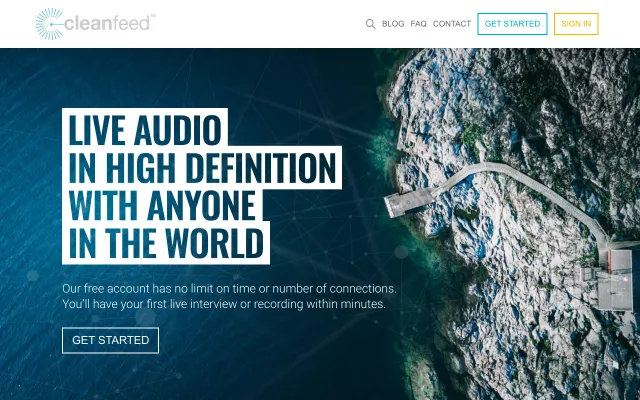 cleanfeed™
BLOG FAQ CONTACT GET STARTED SIGN IN
LIVE AUDIO
IN HIGH DEFINITION
WITH ANYONE
IN THE WORLD
Our free account has no limit on time or number of connections.
You'll have your first live interview or recording within minutes.
GET STARTED